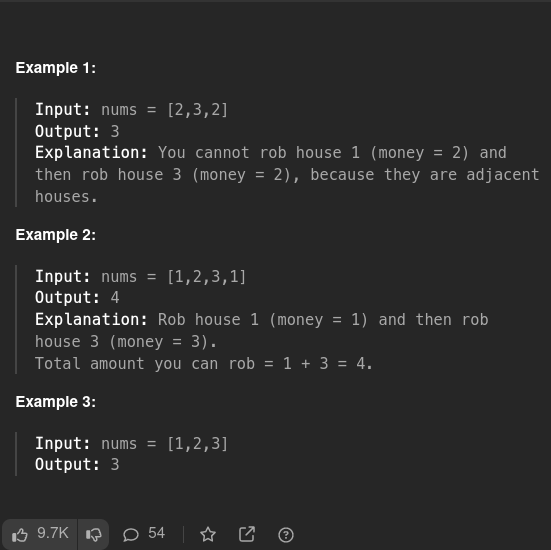 Example 1:
Input: nums = [2,3,2]
Output: 3
Explanation: You cannot rob house 1 (money = 2) and
then rob house 3 (money = 2), because they are adjacent
houses.
Example 2:
Input: nums = [1,2,3,1]
Output: 4
Explanation: Rob house 1 (money = 1) and then rob
house 3 (money = 3).
Total amount you can rob = 1 + 3 = 4.
Example 3:
Input: nums = [1,2,3]
Output: 3
9.7K 54